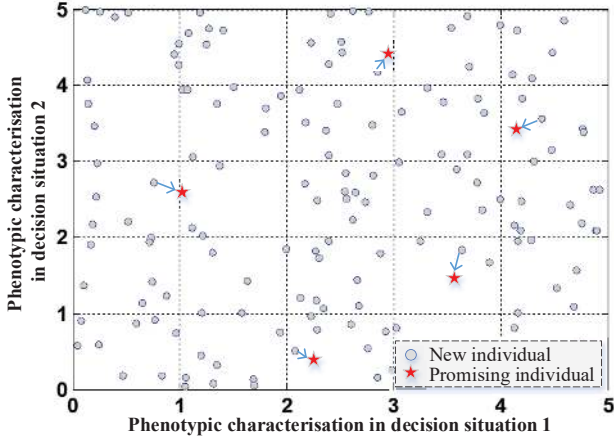 Phenotypic characterisation
in decision situation 2
5
4
3
2
1
0
0 1 2 3 4 5
New individual
Promising individual
Phenotypic characterisation in decision situation 1